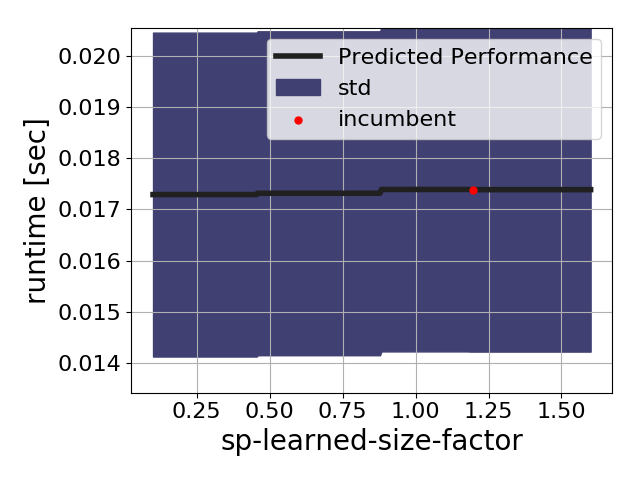 0.020
0.019
0.018
0.017
0.016
0.015
0.014
runtime [sec]
Predicted Performance
std
incumbent
0.25 0.50 0.75 1.00 1.25 1.50
sp-learned-size-factor